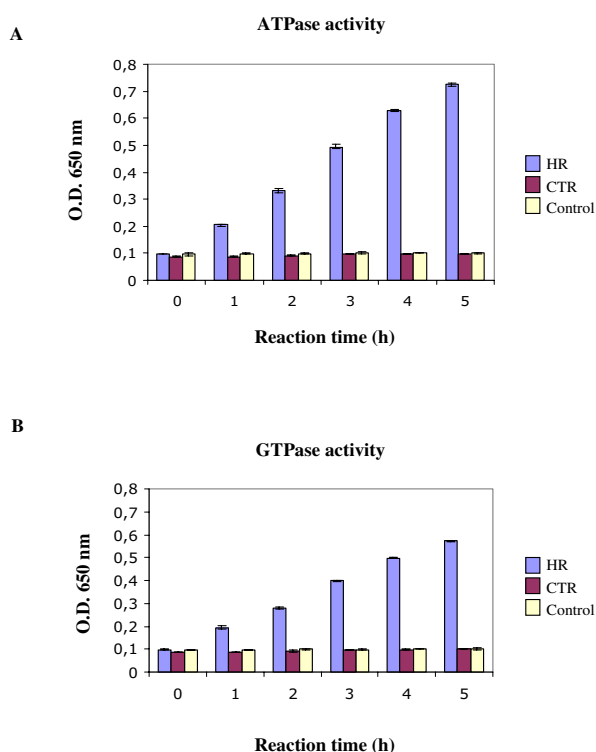 A
ATPase activity
0,8
0,7
0,6
0,5
0,4
0,3
0,2
0,1
0
O.D. 650 nm
0 1 2 3 4 5
Reaction time (h)
HR
CTR
Control
B
GTPase activity
0,8
0,7
0,6
0,5
0,4
0,3
0,2
0,1
0
O.D. 650 nm
0 1 2 3 4 5
Reaction time (h)
HR
CTR
Control